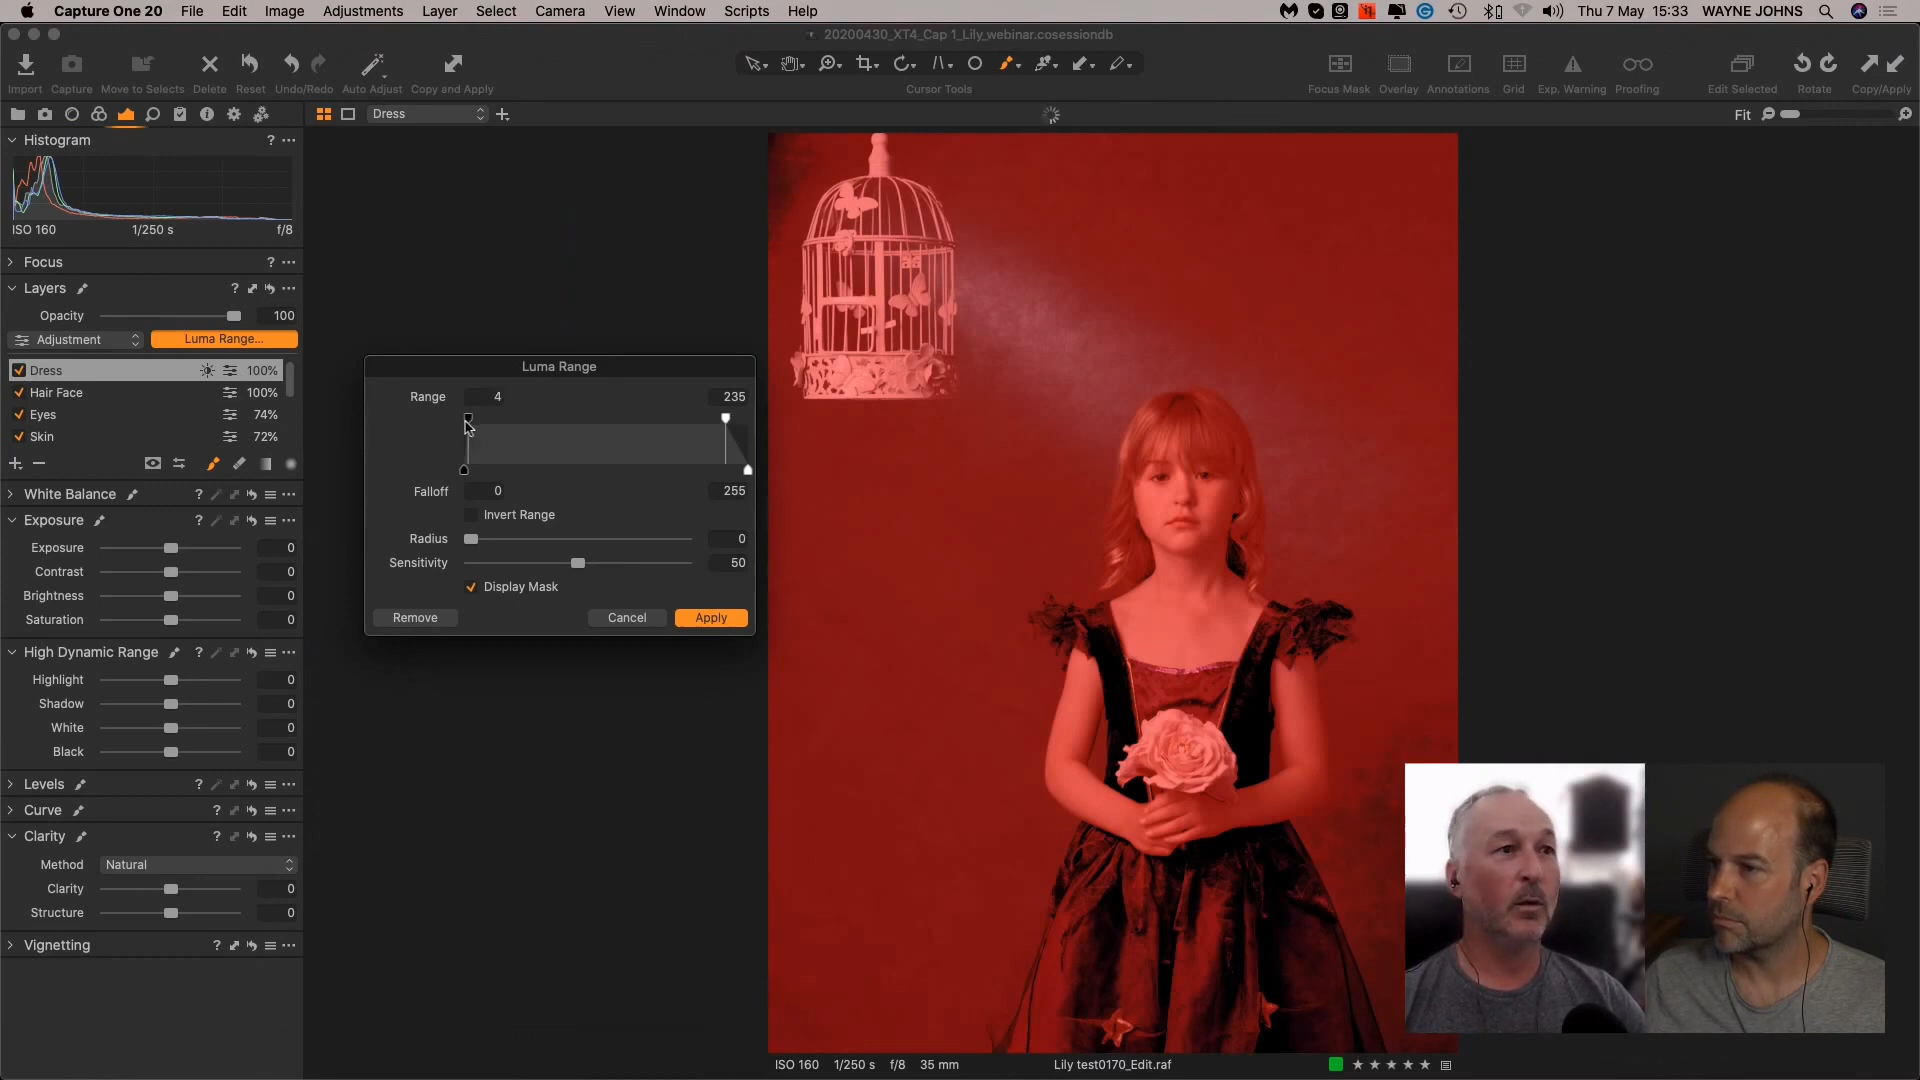 Capture One 20 File Edit Image Adjustments Layer Select Camera View Window Scripts Help Thu 7 May 15:33 WAYNE JOHNS
20200430_XT4_Cap 1_Lily_webinar.cosessiondb
Import Capture Move to Selects Delete Reset Undo/Redo Auto Adjust Copy and Apply Cursor Tools Focus Mask Overlay Annotations Grid Exp. Warning Proofing Edit Selected Rotate Copy/Apply
Dress Fit
Histogram ?
ISO 160 1/250 s f/8
Focus ?
Layers ?
Opacity 100
Adjustment Luma Range...
Dress 100%
Hair Face 100%
Eyes 74%
Skin 72%
White Balance ?
Exposure ?
Exposure 0
Contrast 0
Brightness 0
Saturation 0
High Dynamic Range ?
Highlight 0
Shadow 0
White 0
Black 0
Levels ?
Curve ?
Clarity ?
Method Natural
Clarity 0
Structure 0
Vignetting ?
Luma Range
Range 4 235
Falloff 0 255
Invert Range
Radius 0
Sensitivity 50
Display Mask
Remove Cancel Apply
ISO 160 1/250 s f/8 35 mm Lily test0170_Edit.raf